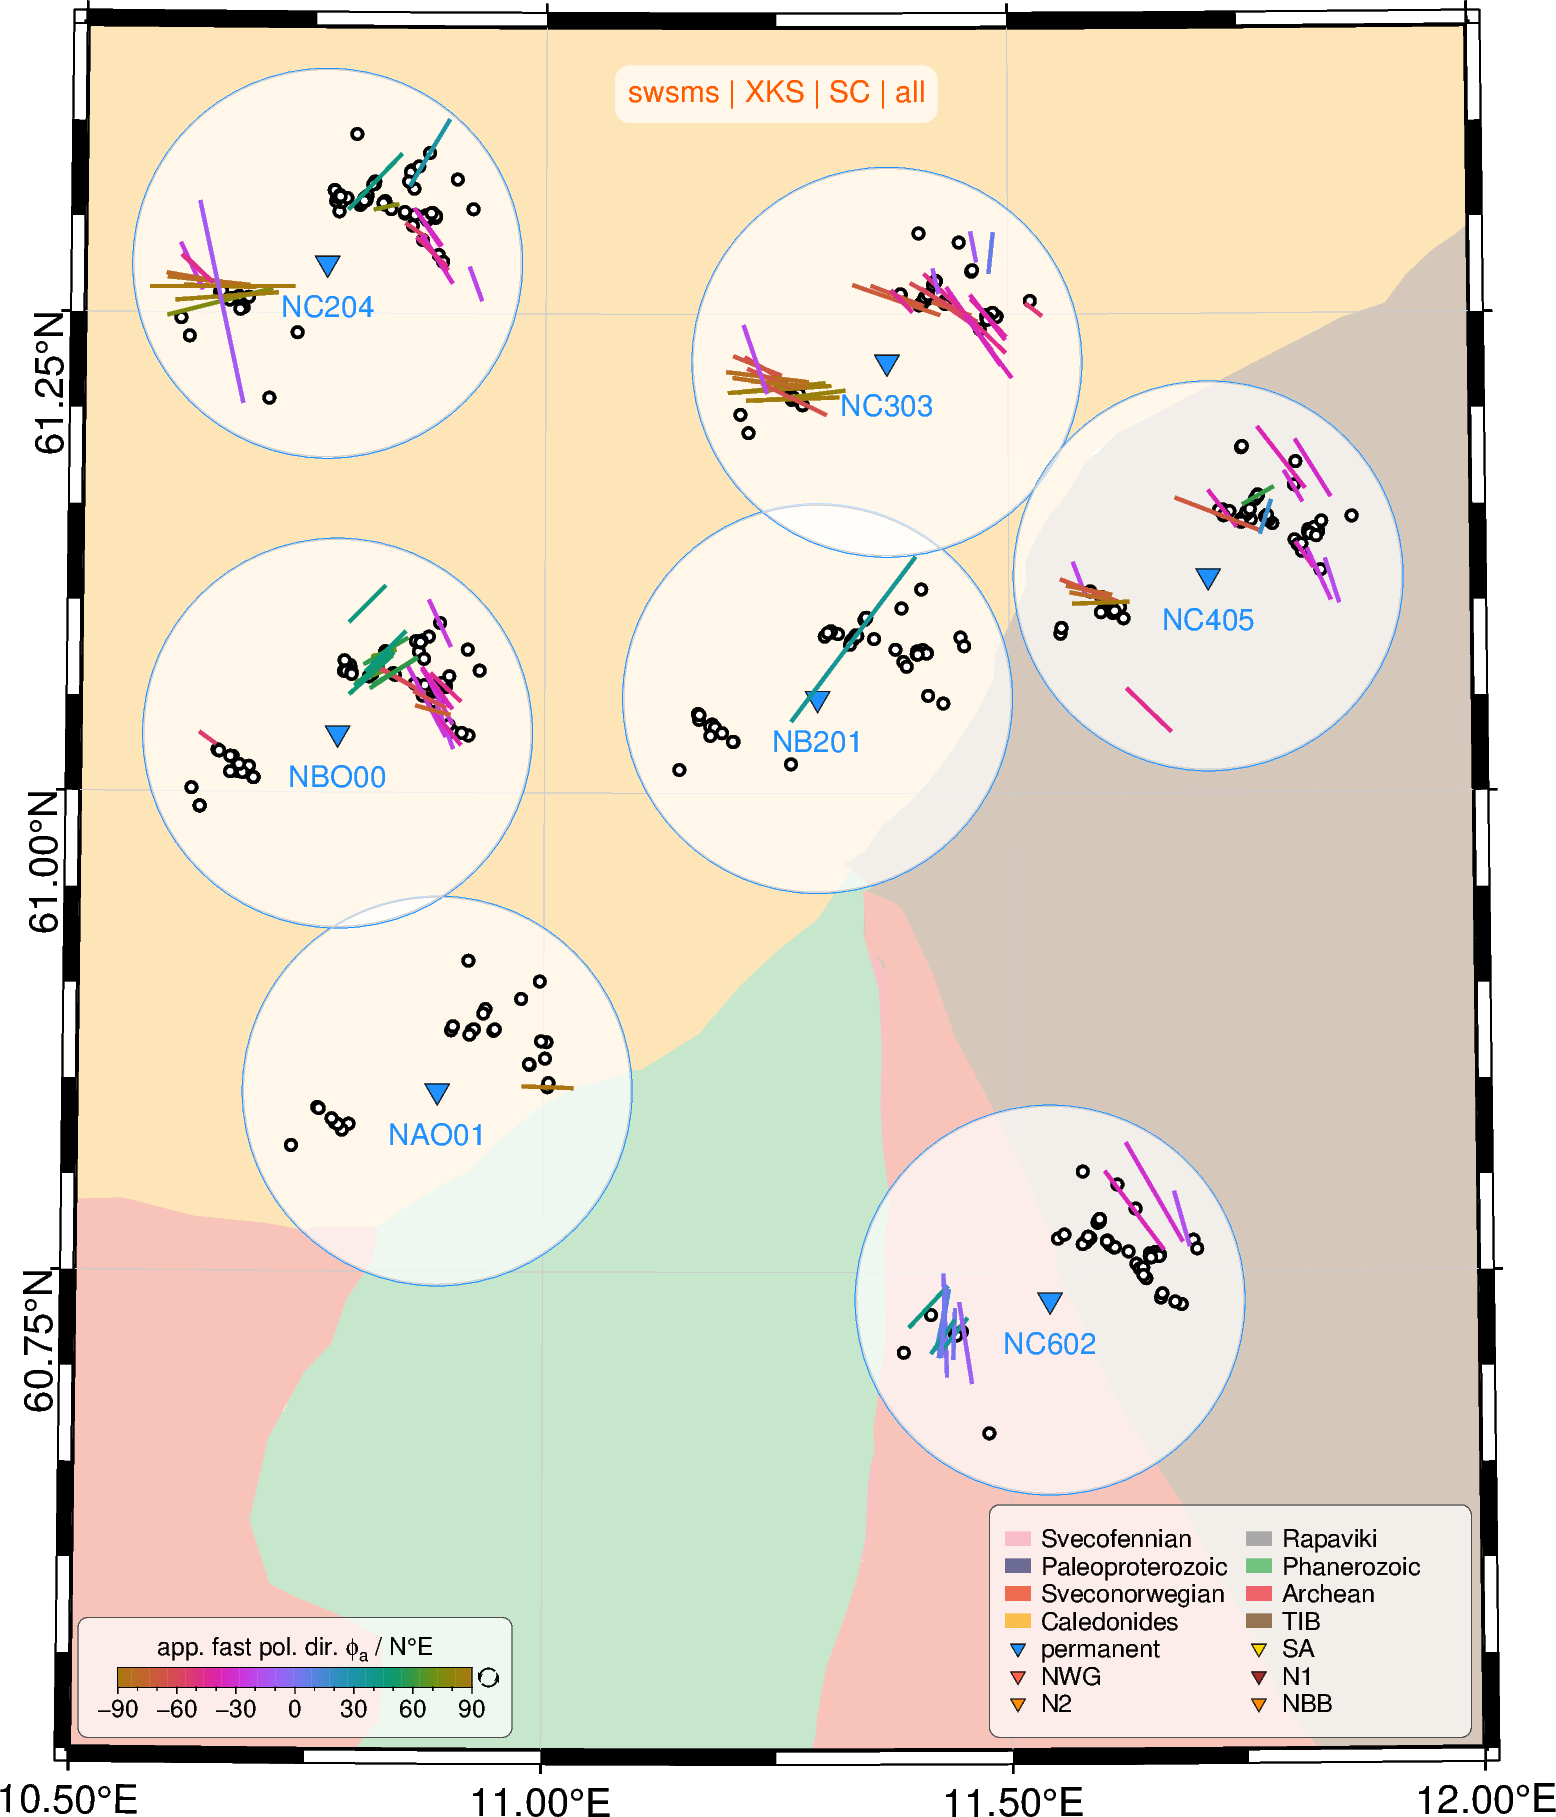 swsms | XKS | SC | all
NC204
NC303
61.25°N
NC405
NBO00
NB201
61.00°N
NAO01
60.75°N
NC602
Svecofennian
Rapaviki
Paleoproterozoic
Phanerozoic
Sveconorwegian
Archean
Caledonides
TIB
permanent
SA
NWG
N1
N2
NBB
app. fast pol. dir. ϕa / N°E
−90 −60 −30 0 30 60 90
10.50°E 11.00°E 11.50°E 12.00°E